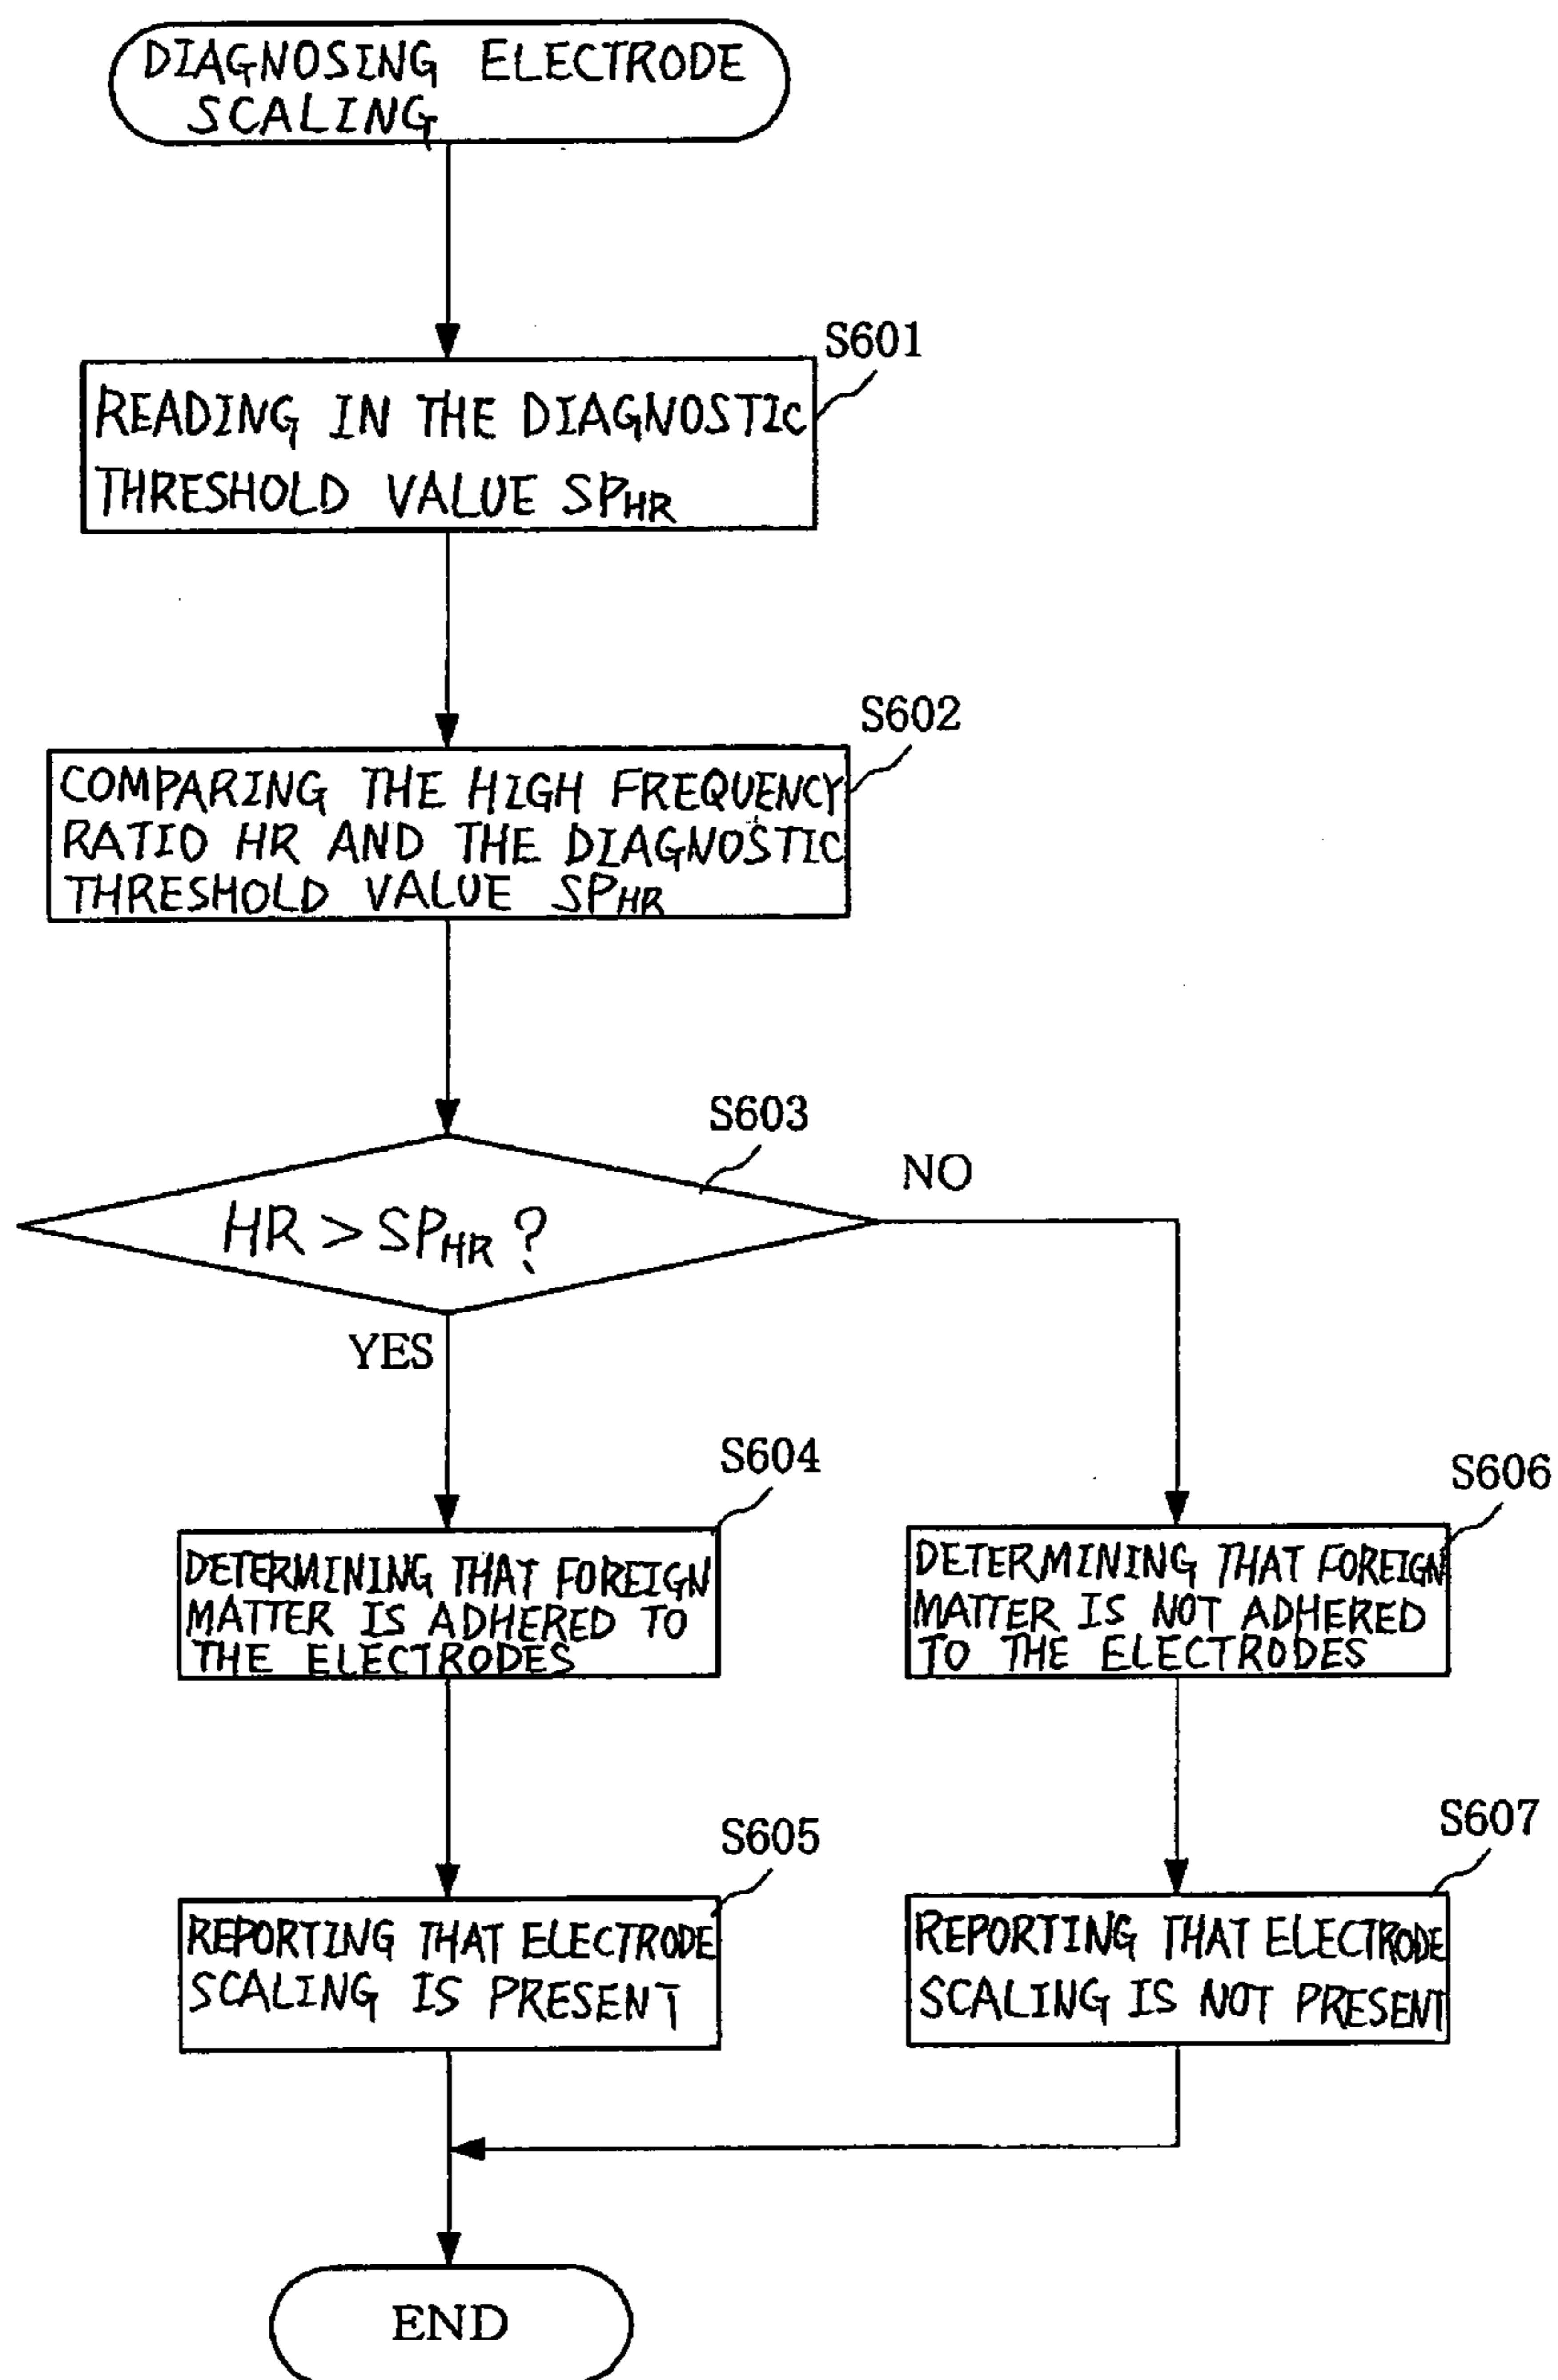 DIAGNOSING ELECTRODE
SCALING
S601
READING IN THE DIAGNOSTIC
THRESHOLD VALUE SPHR
S602
COMPARING THE HIGH FREQUENCY
RATIO HR AND THE DIAGNOSTIC
THRESHOLD VALUE SPHR
S603
NO
HR > SPHR ?
YES
S604
DETERMINING THAT FOREIGN
MATTER IS ADHERED TO
THE ELECTRODES
S606
DETERMINING THAT FOREIGN
MATTER IS NOT ADHERED
TO THE ELECTRODES
S605
REPORTING THAT ELECTRODE
SCALING IS PRESENT
S607
REPORTING THAT ELECTRODE
SCALING IS NOT PRESENT
END